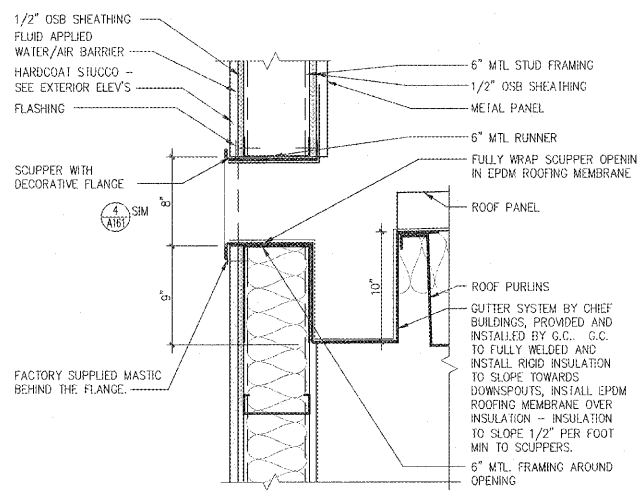 1/2" OSB SHEATHING
FLUID APPLIED
WATER/AIR BARRIER
HARDCOAT STUCCO –
SEE EXTERIOR ELEV'S
FLASHING
SCUPPER WITH
DECORATIVE FLANGE
4
A161
SIM
8"
9"
10"
FACTORY SUPPLIED MASTIC
BEHIND THE FLANGE.
6" MTL STUD FRAMING
1/2" OSB SHEATHING
METAL PANEL
6" MTL RUNNER
FULLY WRAP SCUPPER OPENIN
IN EPDM ROOFING MEMBRANE
ROOF PANEL
ROOF PURLINS
GUTTER SYSTEM BY CHIEF
BUILDINGS, PROVIDED AND
INSTALLED BY G.C.. G.C.
TO FULLY WELDED AND
INSTALL RIGID INSULATION
TO SLOPE TOWARDS
DOWNSPOUTS, INSTALL EPDM
ROOFING MEMBRANE OVER
INSULATION – INSULATION
TO SLOPE 1/2" PER FOOT
MIN TO SCUPPERS.
6" MTL. FRAMING AROUND
OPENING